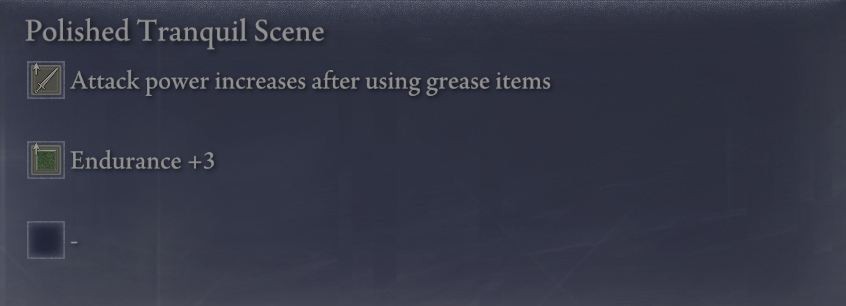 Polished Tranquil Scene
Attack power increases after using grease items
Endurance +3
-